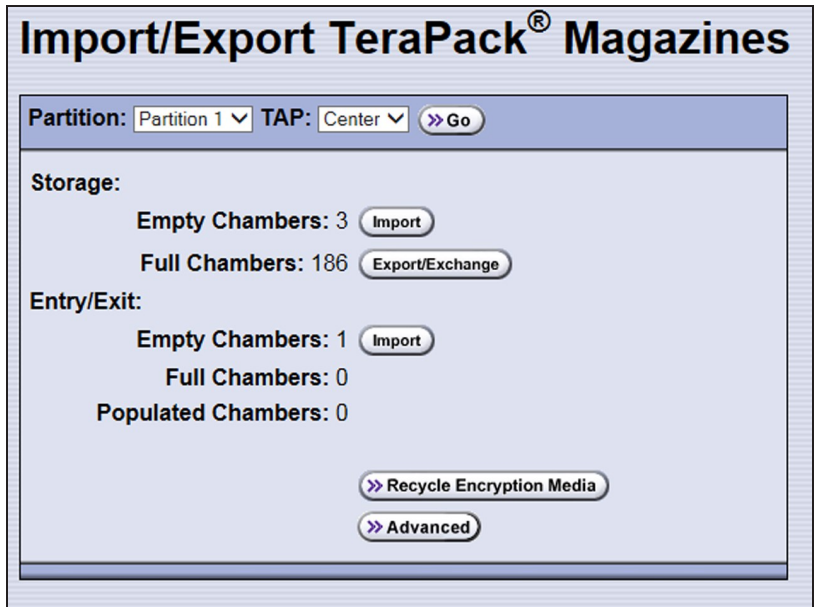 Import/Export TeraPack® Magazines
Partition: Partition 1 TAP: Center >> Go
Storage:
Empty Chambers: 3 Import
Full Chambers: 186 Export/Exchange
Entry/Exit:
Empty Chambers: 1 Import
Full Chambers: 0
Populated Chambers: 0
>> Recycle Encryption Media
>> Advanced